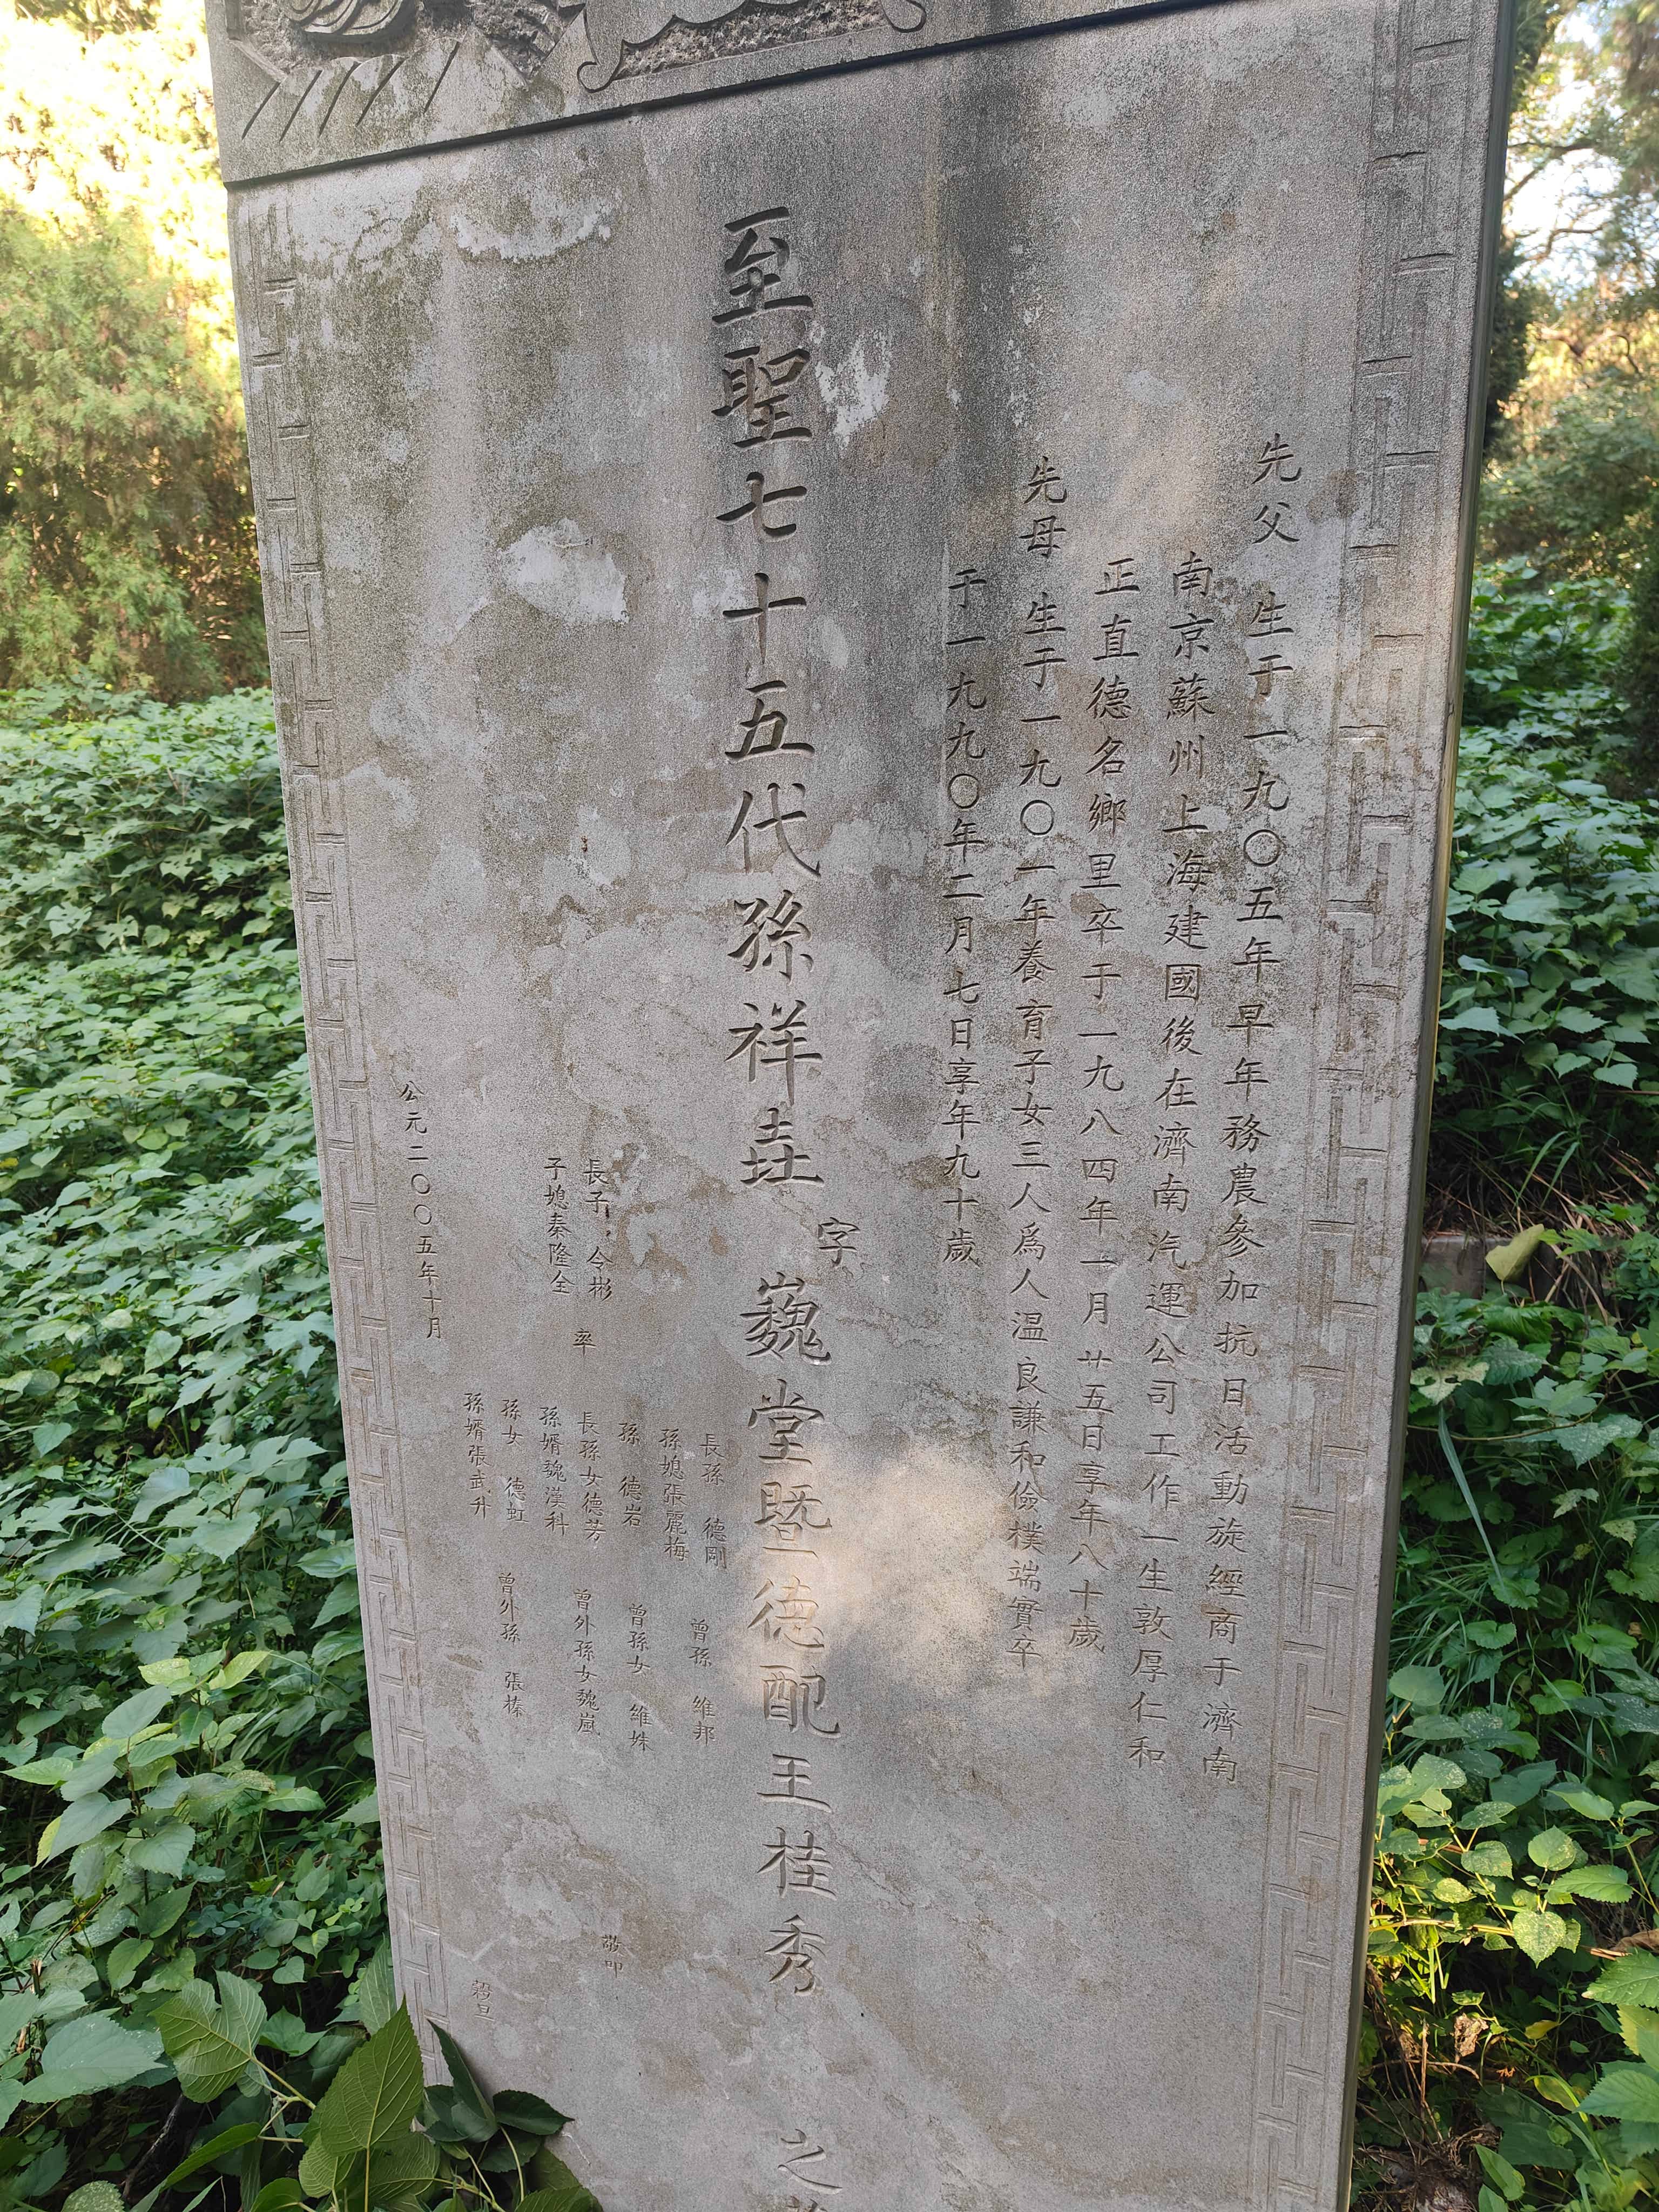 先父 生于一九〇五年早年務農參加抗日活動旋經商于濟南
南京蘇州上海建國後在濟南汽運公司工作一生敦厚仁和
正直德名鄉里卒于一九八四年一月廿五日享年八十歲
先母 生于一九〇一年養育子女三人爲人温良謙和儉樸端實卒
于一九九〇年二月七日享年九十歲
至聖七十五代孫祥垚字巍堂暨德配王桂秀之
長子 令彬
子媳秦隆全
率
長孫 德剛
孫媳張麗梅
孫 德岩
長孫女德芳
孫婿魏漢科
孫女 德虹
孫婿張武升
曾孫 維邦
曾孫女 維姝
曾外孫女魏嵐
曾外孫 張榛
敬叩
公元二〇〇五年十月
穀旦